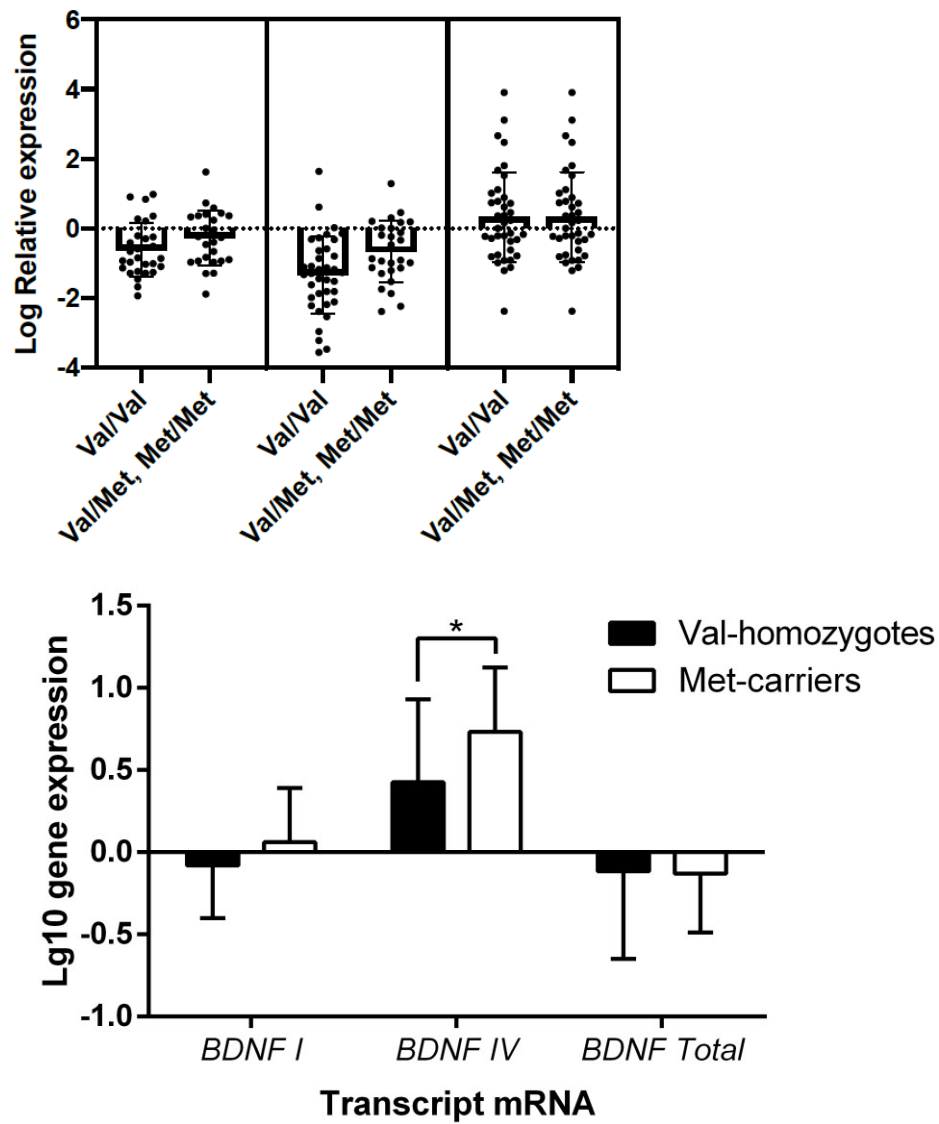 Log Relative expression
6
4
2
0
-2
-4
Val/Val
Val/Met, Met/Met
Val/Val
Val/Met, Met/Met
Val/Val
Val/Met, Met/Met
Lg10 gene expression
1.5
1.0
0.5
0.0
-0.5
-1.0
*
Val-homozygotes
Met-carriers
BDNF I
BDNF IV
BDNF Total
Transcript mRNA